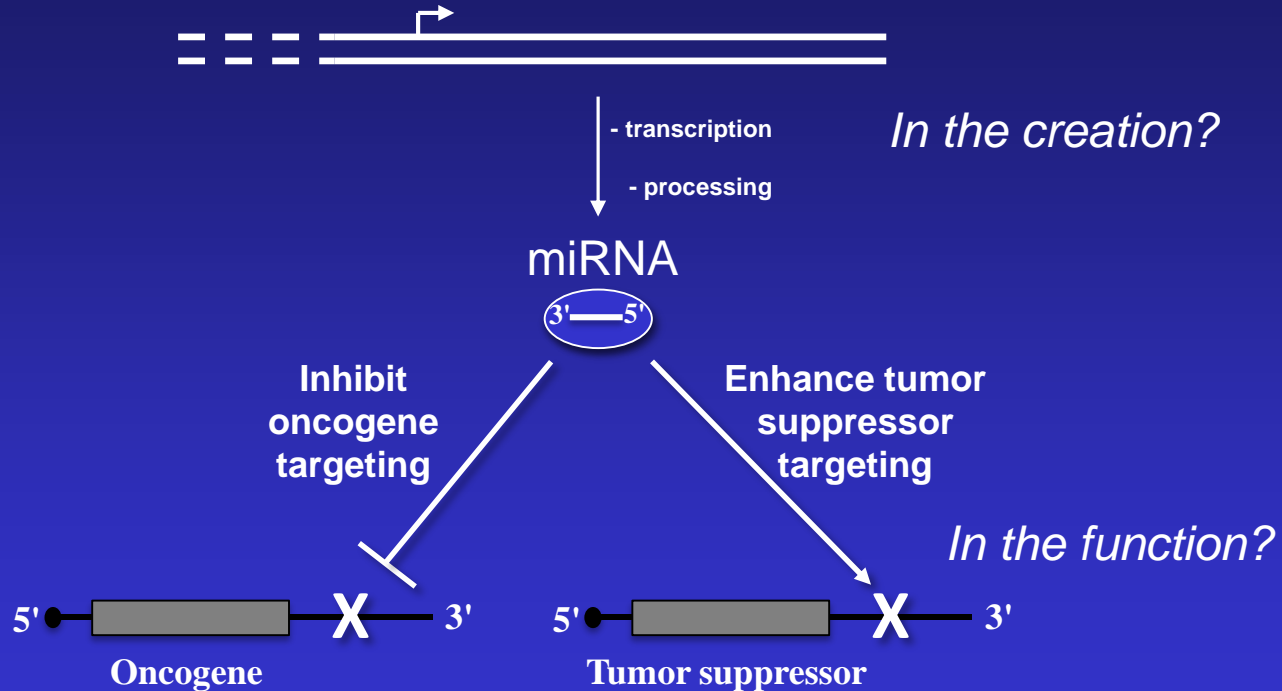 - transcription
In the creation?
- processing
miRNA
3' 5'
Inhibit
oncogene
targeting
Enhance tumor
suppressor
targeting
In the function?
5' X 3'
Oncogene
5' X 3'
Tumor suppressor